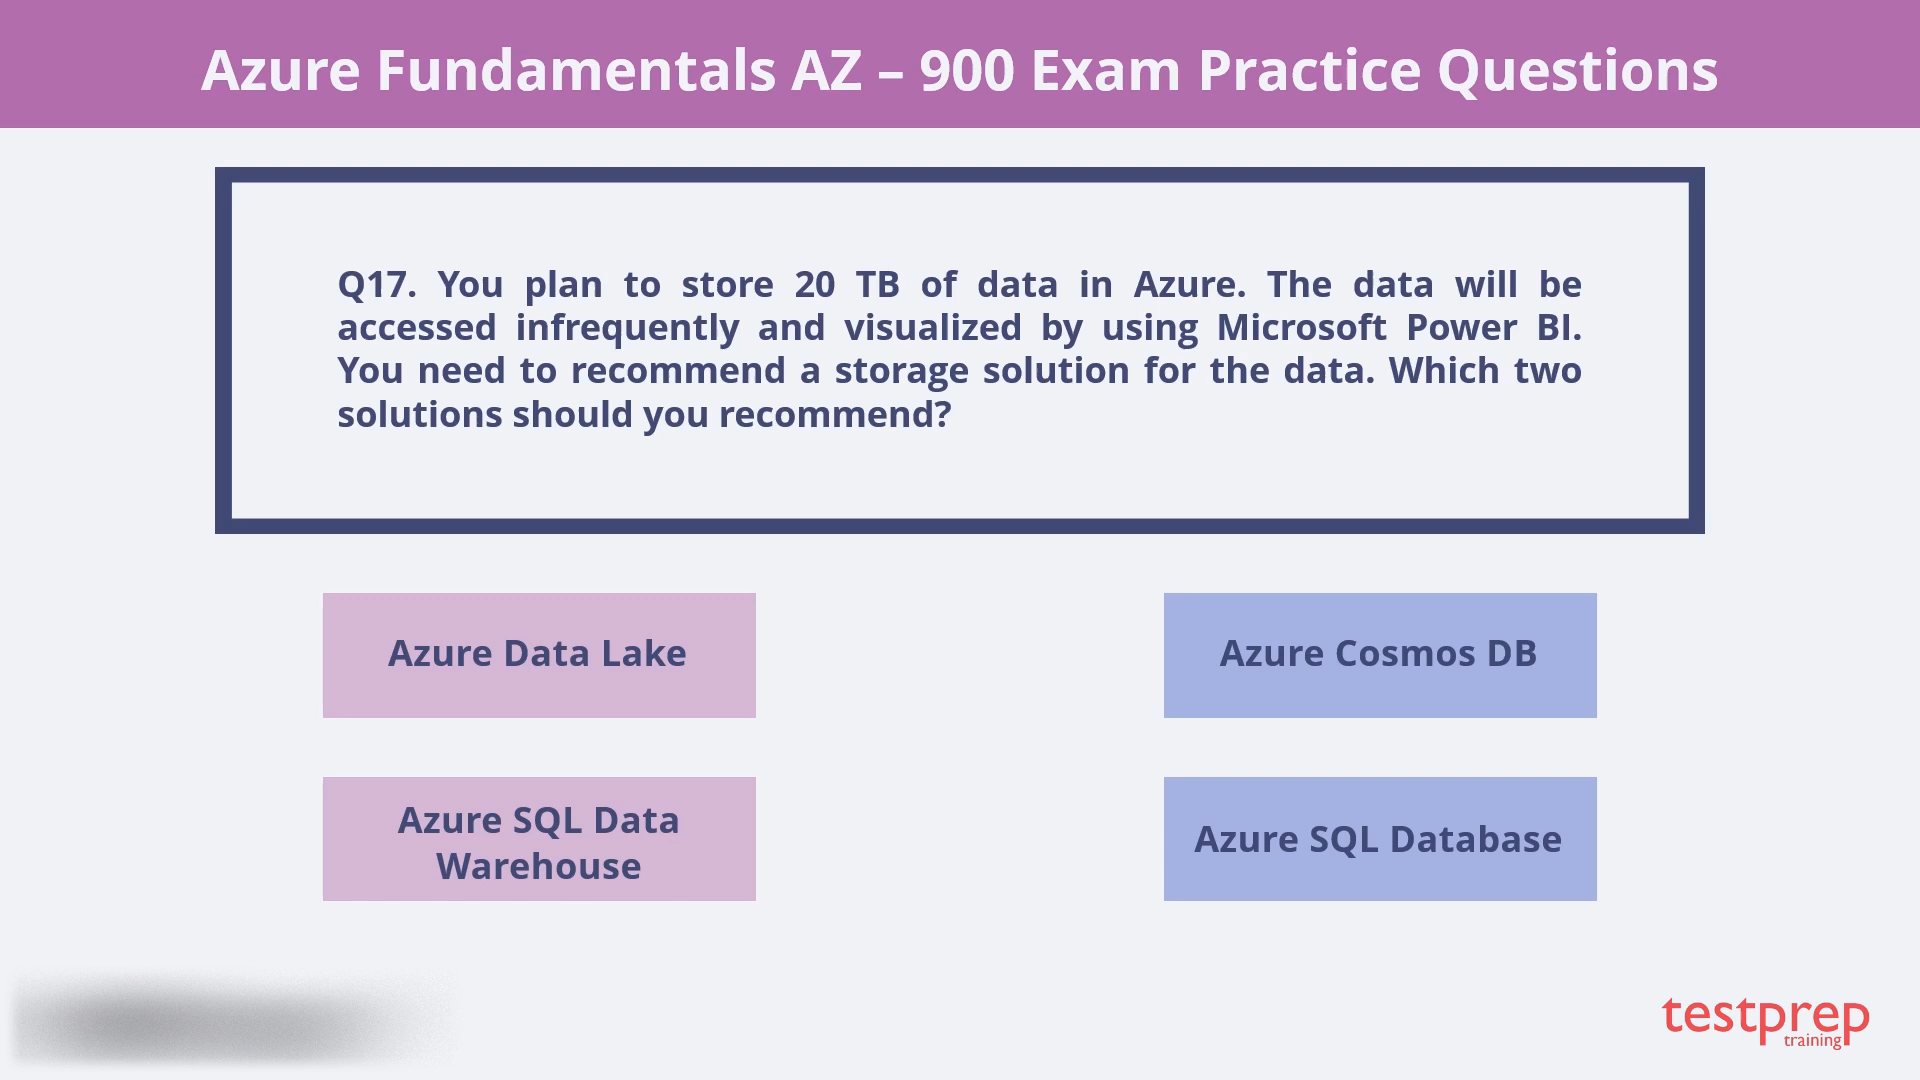 Azure Fundamentals AZ – 900 Exam Practice Questions
Q17. You plan to store 20 TB of data in Azure. The data will be
accessed infrequently and visualized by using Microsoft Power BI.
You need to recommend a storage solution for the data. Which two
solutions should you recommend?
Azure Data Lake
Azure Cosmos DB
Azure SQL Data
Warehouse
Azure SQL Database
testprep
training